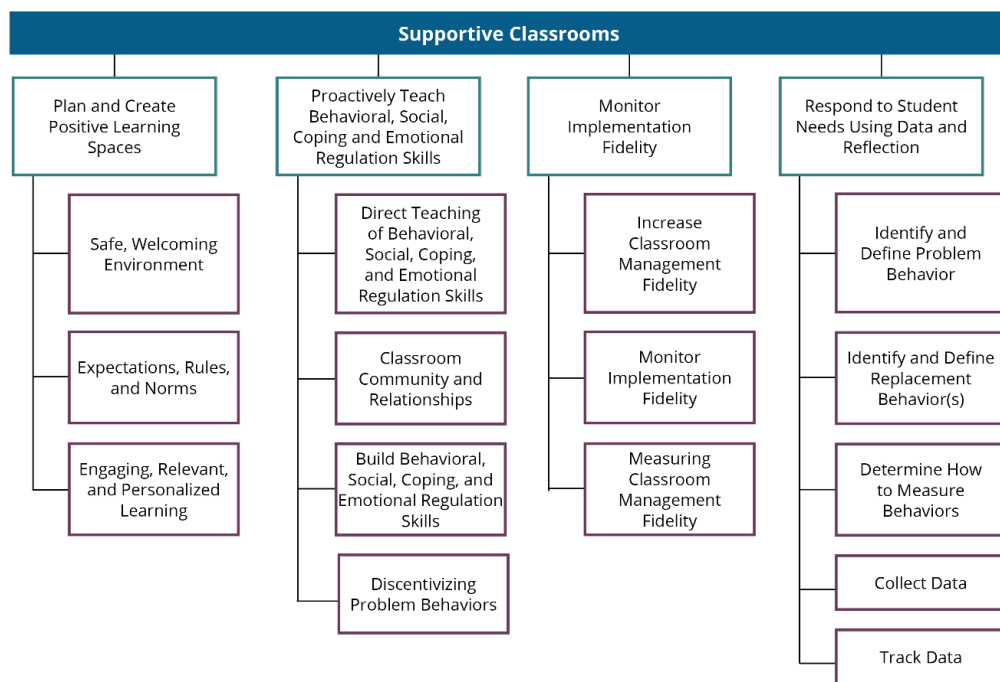 Supportive Classrooms
Plan and Create
Positive Learning
Spaces
Safe, Welcoming
Environment
Expectations, Rules,
and Norms
Engaging, Relevant,
and Personalized
Learning
Proactively Teach
Behavioral, Social,
Coping and Emotional
Regulation Skills
Direct Teaching
of Behavioral,
Social, Coping,
and Emotional
Regulation Skills
Classroom
Community and
Relationships
Build Behavioral,
Social, Coping, and
Emotional Regulation
Skills
Discentivizing
Problem Behaviors
Monitor
Implementation
Fidelity
Increase
Classroom
Management
Fidelity
Monitor
Implementation
Fidelity
Measuring
Classroom
Management
Fidelity
Respond to Student
Needs Using Data and
Reflection
Identify and
Define Problem
Behavior
Identify and Define
Replacement
Behavior(s)
Determine How
to Measure
Behaviors
Collect Data
Track Data